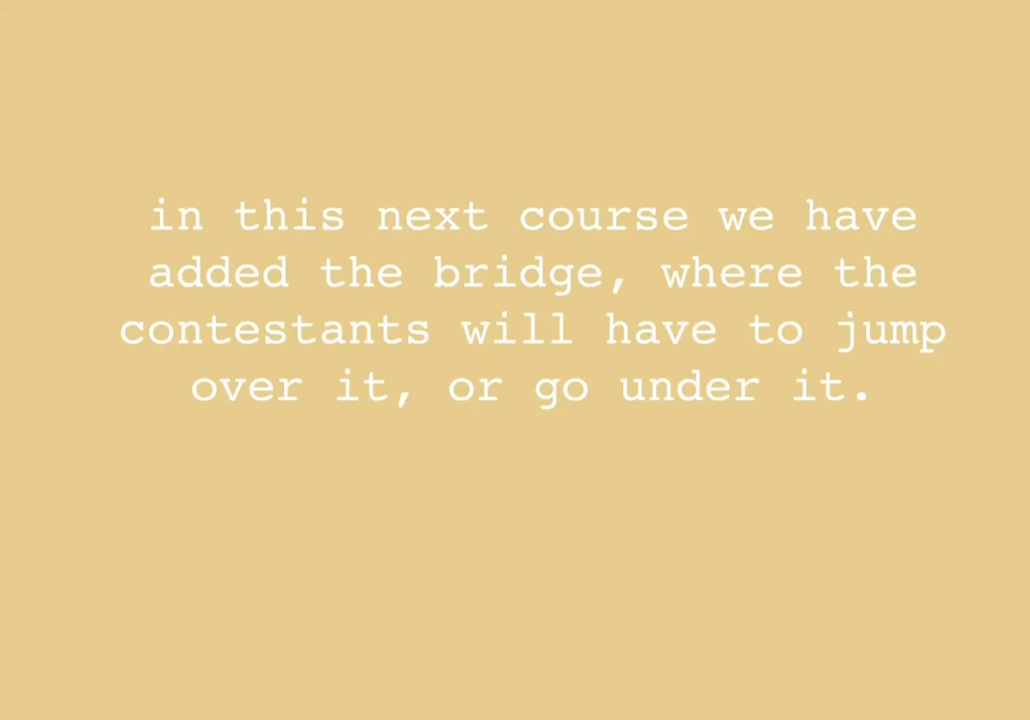 in this next course we have
added the bridge, where the
contestants will have to jump
over it, or go under it.